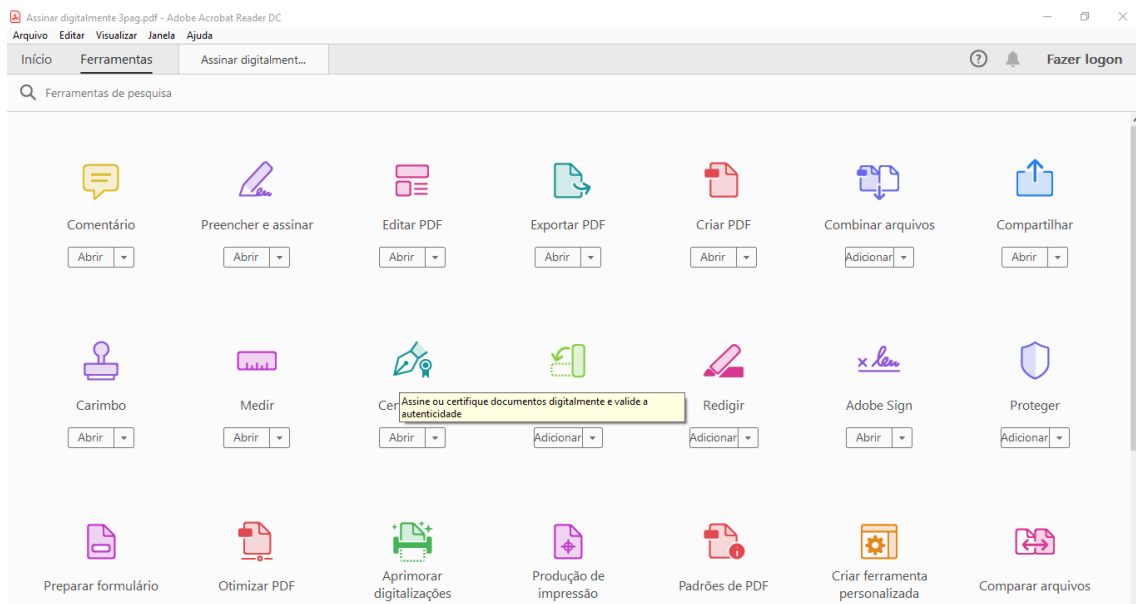 Assinar digitalmente 3pag.pdf - Adobe Acrobat Reader DC
Arquivo Editar Visualizar Janela Ajuda
Início Ferramentas Assinar digitalment... ? Fazer logon
Ferramentas de pesquisa
Comentário Preencher e assinar Editar PDF Exportar PDF Criar PDF Combinar arquivos Compartilhar
Abrir Abrir Abrir Abrir Abrir Adicionar Abrir
Assine ou certifique documentos digitalmente e valide a
autenticidade
Carimbo Medir Cer Redigir Adobe Sign Proteger
Abrir Abrir Abrir Adicionar Adicionar Abrir Adicionar
Preparar formulário Otimizar PDF Aprimorar digitalizações Produção de impressão Padrões de PDF Criar ferramenta personalizada Comparar arquivos